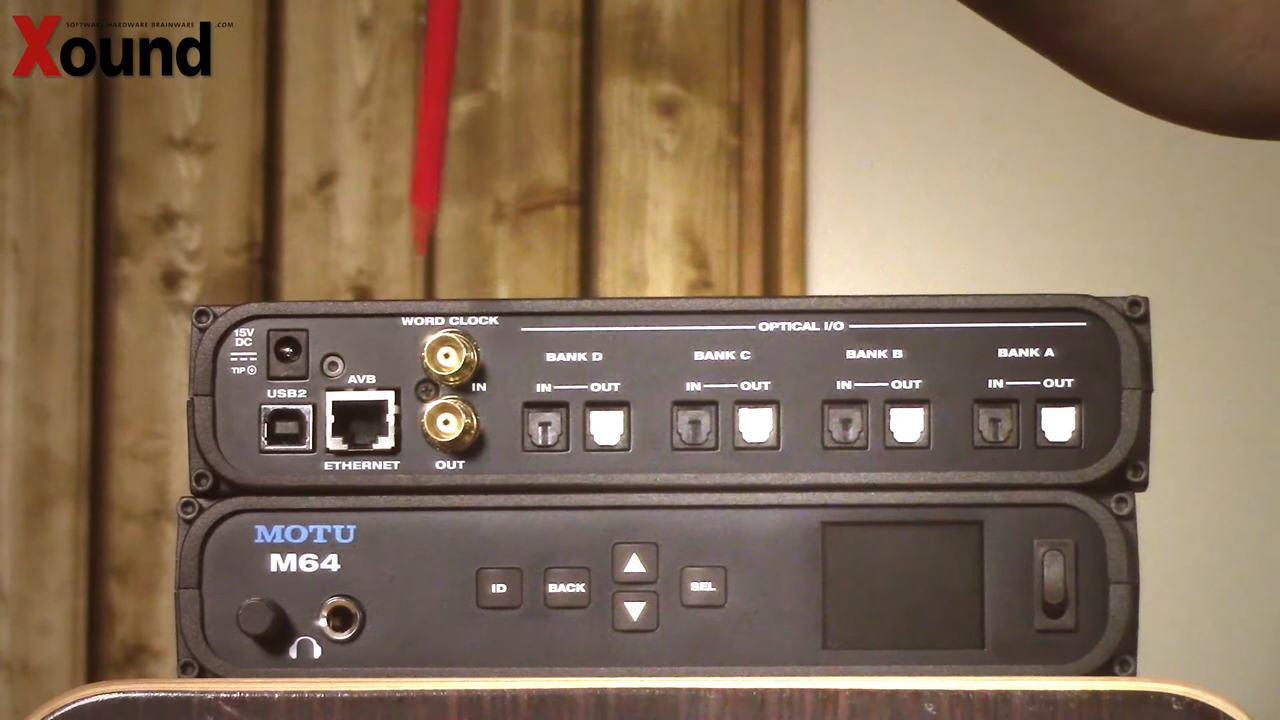 SOFTWARE HARDWARE BRAINWARE .COM
Xound
WORD CLOCK
15V
DC
TIP
USB2
AVB
ETHERNET
IN
OUT
OPTICAL I/O
BANK D
BANK C
BANK B
BANK A
IN OUT
IN OUT
IN OUT
IN OUT
MOTU
M64
ID
BACK
SEL